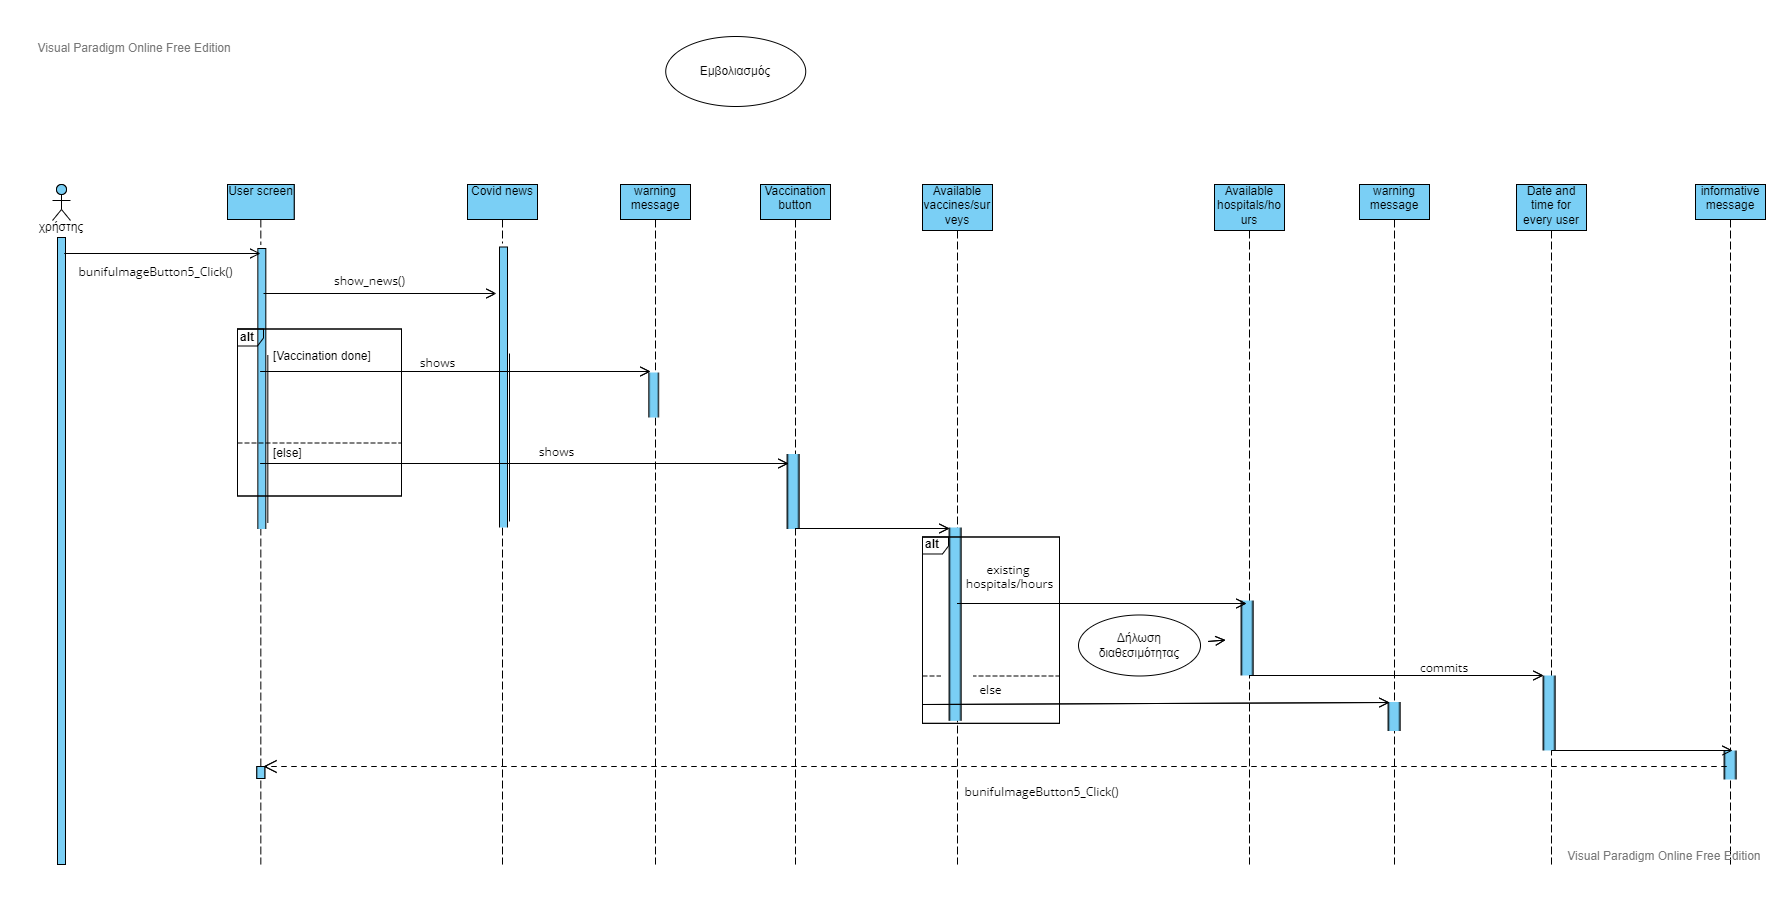 Visual Paradigm Online Free Edition
Εμβολιασμός
χρήστης
User screen
Covid news
warning
message
Vaccination
button
Available
vaccines/sur
veys
Available
hospitals/ho
urs
warning
message
Date and
time for
every user
informative
message
bunifuImageButton5_Click()
show_news()
alt
[Vaccination done]
shows
[else]
shows
alt
existing
hospitals/hours
Δήλωση
διαθεσιμότητας
commits
else
bunifuImageButton5_Click()
Visual Paradigm Online Free Edition